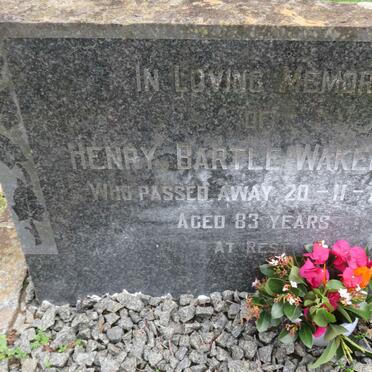 IN LOVING MEMOR
OF
HENRY BARTLE WAKE
WHO PASSED AWAY 20-11-
AGED 83 YEARS
AT REST